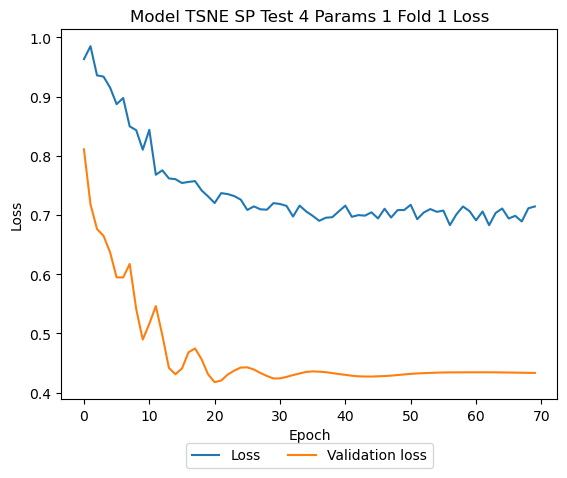 Model TSNE SP Test 4 Params 1 Fold 1 Loss
1.0
0.9
0.8
0.7
0.6
0.5
0.4
Loss
0 10 20 30 40 50 60 70
Epoch
Loss Validation loss